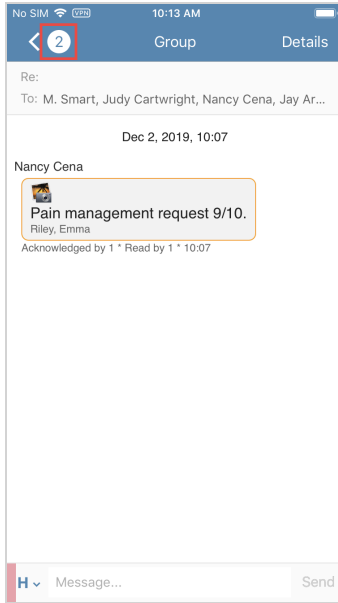 No SIM VPN 10:13 AM
2 Group Details
Re:
To: M. Smart, Judy Cartwright, Nancy Cena, Jay Ar...
Dec 2, 2019, 10:07
Nancy Cena
Pain management request 9/10.
Riley, Emma
Acknowledged by 1 * Read by 1 * 10:07
H Message... Send